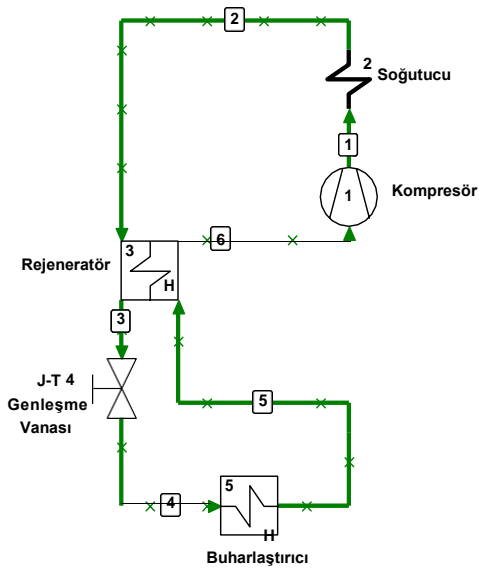 2
2
Soğutucu
1
1
Kompresör
6
3
H
Rejeneratör
3
J-T 4
Genleşme
Vanası
5
4
5
H
Buharlaştırıcı